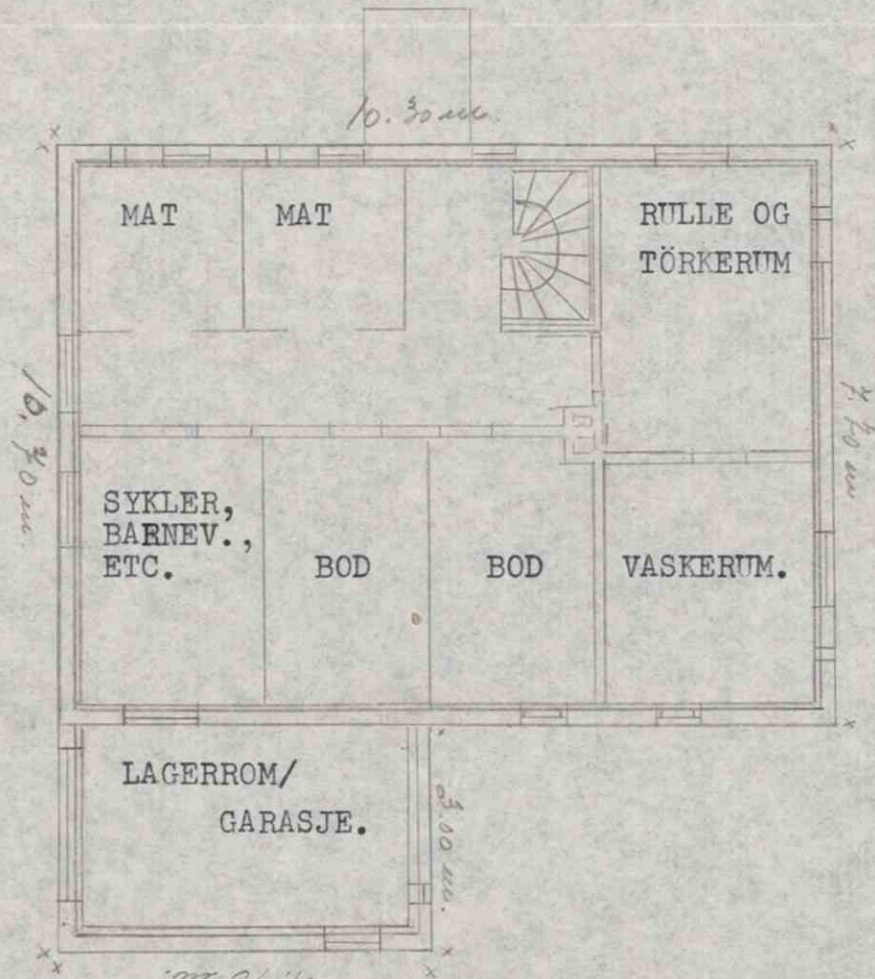 10.30 m.
MAT
MAT
RULLE OG
TÖRKERUM
10,70 m.
7.70 m
SYKLER,
BARNEV.,
ETC.
BOD
BOD
VASKERUM.
LAGERROM/
GARASJE.
3.00 m.